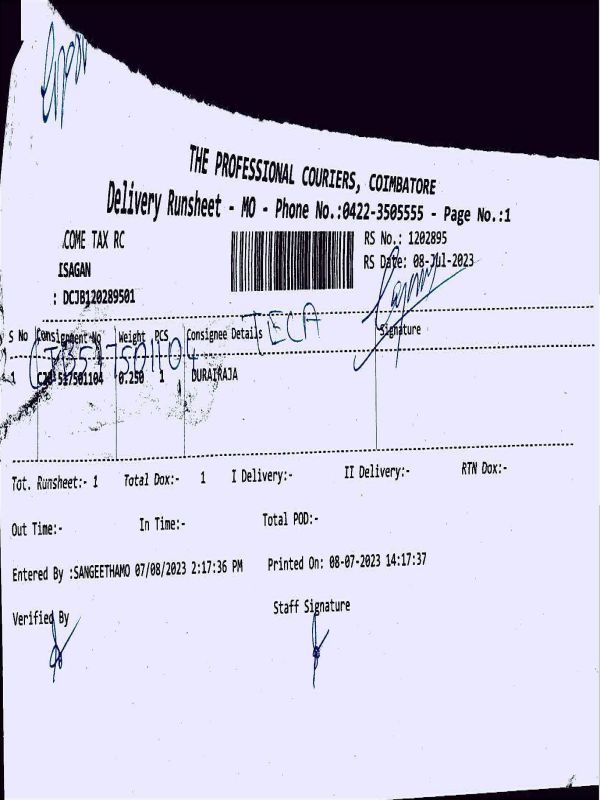 THE PROFESSIONAL COURIERS, COIMBATORE
Delivery Runsheet - MO - Phone No.:0422-3505555 - Page No.:1
COME TAX RC
RS No.: 1202895
ISAGAN
RS Date: 08-Jul-2023
: DCJB120289501
TECA
S No Consignment No Weight PCS Consignee Details Signature
1 517501104 0.250 1 DURAIRAJA
Tot. Runsheet:- 1 Total Dox:- 1 I Delivery:- II Delivery:- RTN Dox:-
Out Time:- In Time:- Total POD:-
Entered By :SANGEETHAMO 07/08/2023 2:17:36 PM Printed On: 08-07-2023 14:17:37
Verified By Staff Signature